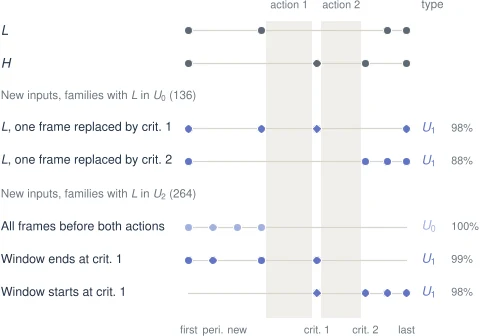 action 1 action 2 type
L
H
New inputs, families with L in U₀ (136)
L, one frame replaced by crit. 1 U₁ 98%
L, one frame replaced by crit. 2 U₁ 88%
New inputs, families with L in U₂ (264)
All frames before both actions U₀ 100%
Window ends at crit. 1 U₁ 99%
Window starts at crit. 1 U₁ 98%
first peri. new crit. 1 crit. 2 last